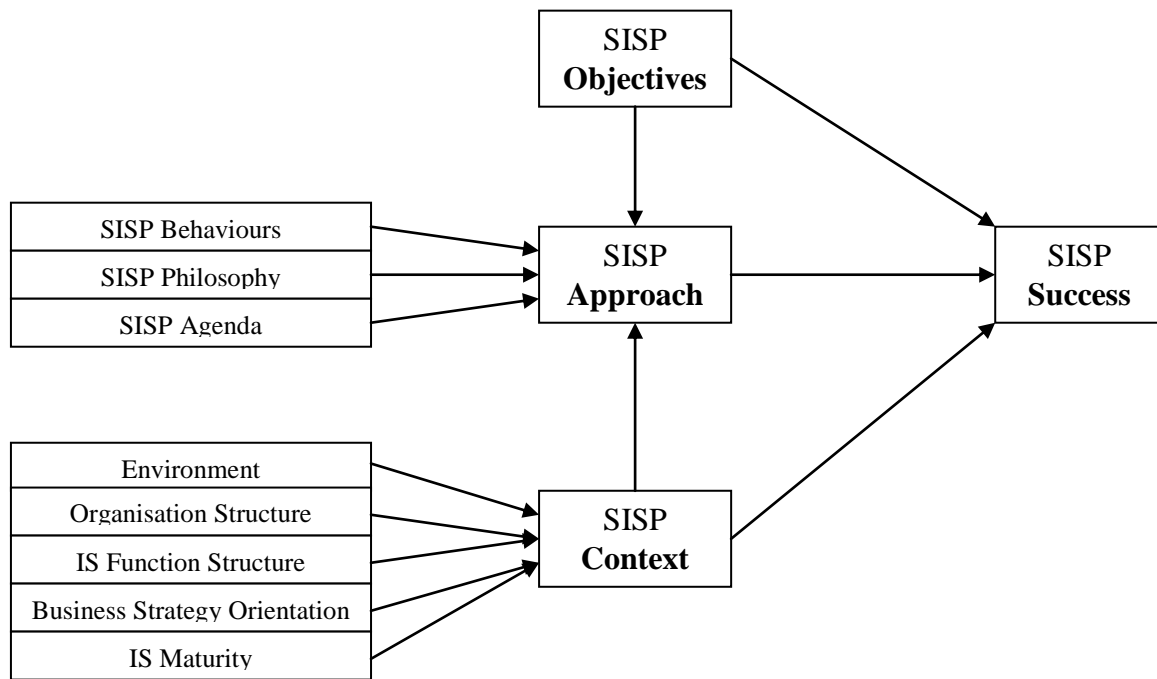 SISP
Objectives
SISP Behaviours
SISP Philosophy
SISP Agenda
SISP
Approach
SISP
Success
Environment
Organisation Structure
IS Function Structure
Business Strategy Orientation
IS Maturity
SISP
Context